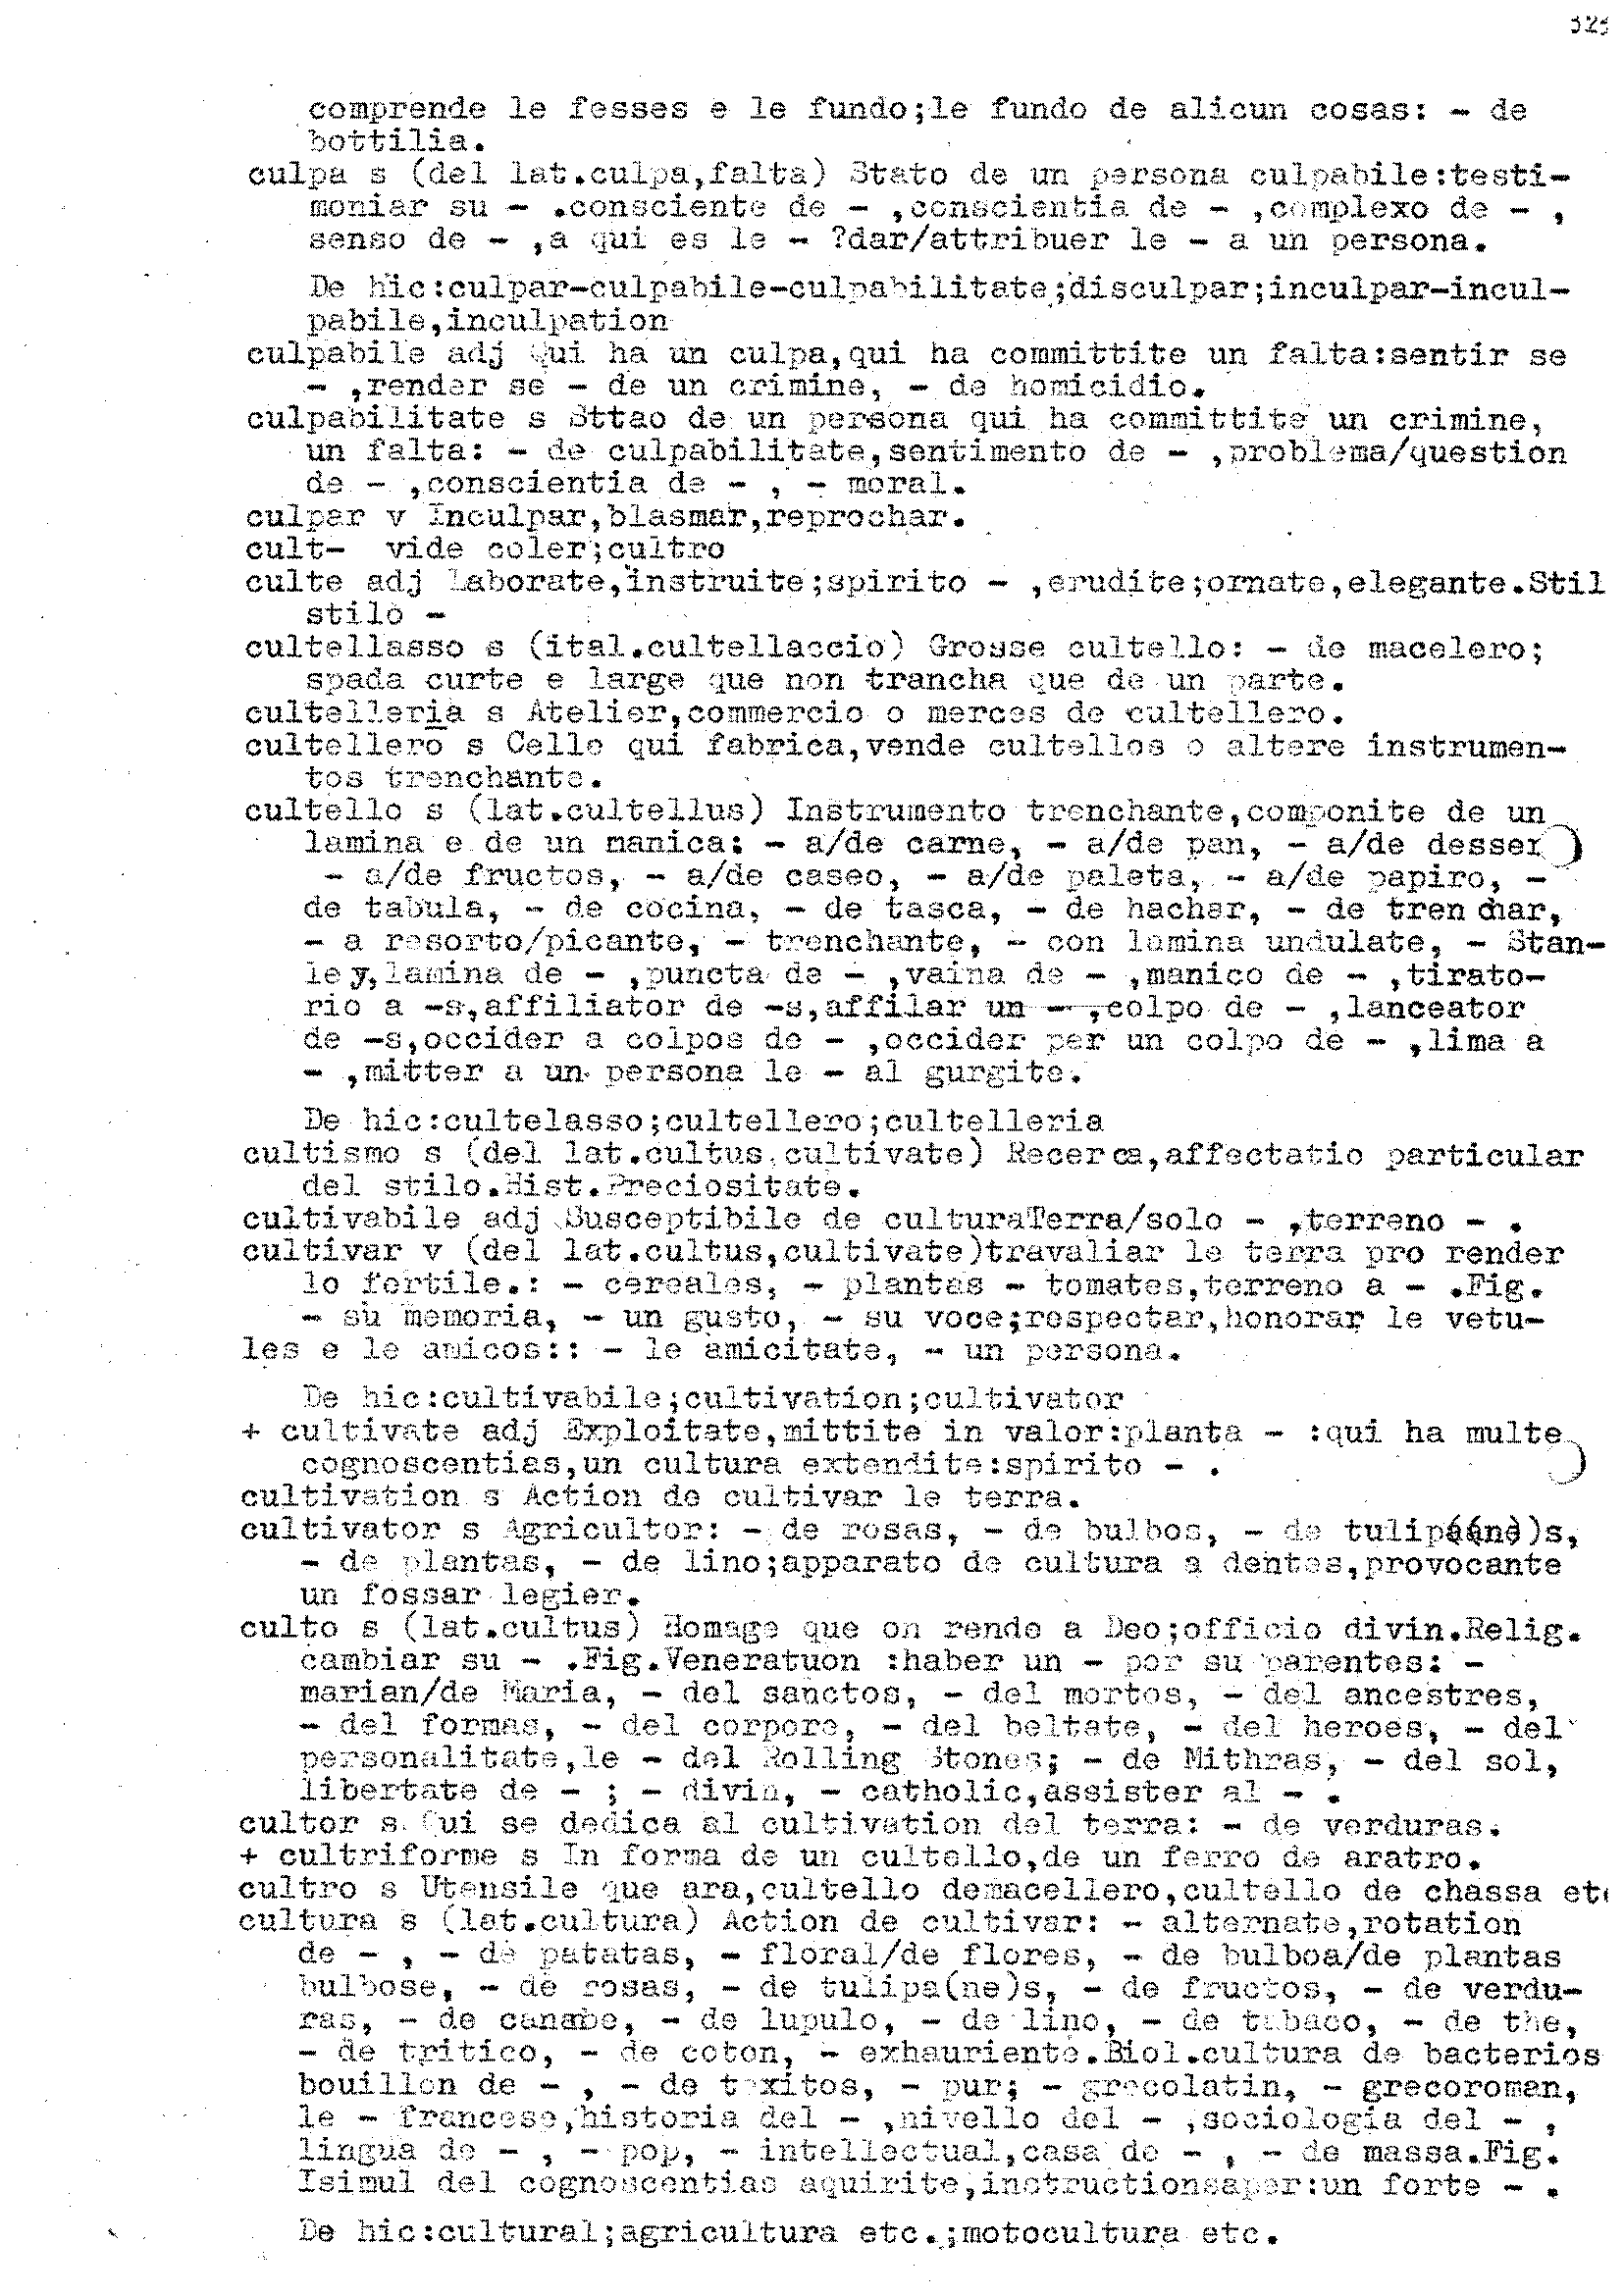 comprende le fesses e le fundo;le fundo de alicun cosas: - de
bottilia.
culpa s (del lat.culpa,falta) Stato de un persona culpabile:testi-
moniar su - .consciente de - ,conscientia de - ,complexo de - ,
senso de - ,a qui es le - ?dar/attribuer le - a un persona.
De hic:culpar-culpabile-culpabilitate;disculpar;inculpar-incul-
pabile,inculpation
culpabile adj Qui ha un culpa,qui ha committite un falta:sentir se
- ,render se - de un crimine, - de homicidio.
culpabilitate s Sttao de un persona qui ha committite un crimine,
un falta: - de culpabilitate,sentimento de - ,problema/question
de - ,conscientia de - , - moral.
culpar v Inculpar,blasmar,reprochar.
cult-  vide coler;cultro
culte adj Laborate,instruite;spirito - ,erudite;ornate,elegante.Stil
stilo -
cultellasso s (ital.cultellaccio) Grosse cultello: - de macelero;
spada curte e large que non trancha que de un parte.
cultelleria s Atelier,commercio o merces de cultellero.
cultellero s Celle qui fabrica,vende cultellos o altere instrumen-
tos trenchante.
cultello s (lat.cultellus) Instrumento trenchante,componite de un
lamina e de un manica: - a/de carne, - a/de pan, - a/de desser
- a/de fructos, - a/de caseo, - a/de paleta, - a/de papiro, -
de tabula, - de cocina, - de tasca, - de hachar, - de trenchar,
- a resorto/picante, - trenchante, - con lamina undulate, - Stan-
ley,lamina de - ,puncta de - ,vaina de - ,manico de - ,tirato-
rio a -s,affiliator de -s,affilar un - ,colpo de - ,lanceator
de -s,occider a colpos de - ,occider per un colpo de - ,lima a
- ,mitter a un persona le - al gurgite.
De hic:cultelasso;cultellero;cultelleria
cultismo s (del lat.cultus,cultivate) Recerca,affectatio particular
del stilo.Hist.Preciositate.
cultivabile adj Susceptibile de culturaTerra/solo - ,terreno - .
cultivar v (del lat.cultus,cultivate)travaliar le terra pro render
lo fertile.: - cereales, - plantas - tomates,terreno a - .Fig.
- su memoria, - un gusto, - su voce;respectar,honorar le vetu-
les e le amicos:: - le amicitate, - un persona.
De hic:cultivabile;cultivation;cultivator
+ cultivate adj Exploitate,mittite in valor:planta - :qui ha multe
cognoscentias,un cultura extendite:spirito - .
cultivation s Action de cultivar le terra.
cultivator s Agricultor: - de rosas, - de bulbos, - de tulip((ne)s,
- de plantas, - de lino;apparato de cultura a dentes,provocante
un fossar legier.
culto s (lat.cultus) Homage que on rende a Deo;officio divin.Relig.
cambiar su - .Fig.Veneratuon :haber un - por su parentes: -
marian/de Maria, - del sanctos, - del mortos, - del ancestres,
- del formas, - del corpore, - del beltate, - del heroes, - del
personalitate,le - del Rolling Stones; - de Mithras, - del sol,
libertate de - ; - divin, - catholic,assister al - .
cultor s Qui se dedica al cultivation del terra: - de verduras.
+ cultriforme s In forma de un cultello,de un ferro de aratro.
cultro s Utensile que ara,cultello demacellero,cultello de chassa etc
cultura s (lat.cultura) Action de cultivar: - alternate,rotation
de - , - de patatas, - floral/de flores, - de bulboa/de plantas
bulbose, - de rosas, - de tulipa(ne)s, - de fructos, - de verdu-
ras, - de canabe, - de lupulo, - de lino, - de tabaco, - de the,
- de tritico, - de coton, - exhauriente.Biol.cultura de bacterios
bouillon de - , - de texitos, - pur; - grecolatin, - grecoroman,
le - francese,historia del - ,nivello del - ,sociologia del - ,
lingua de - , - pop, - intellectual,casa de - , - de massa.Fig.
Isimul del cognoscentias aquirite,instructionsaper:un forte - .
De hic:cultural;agricultura etc.;motocultura etc.